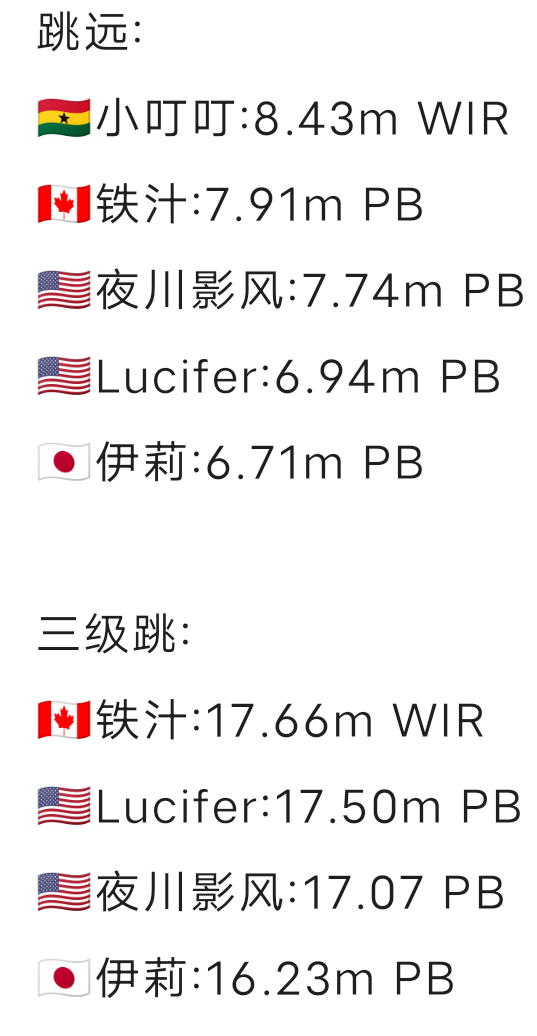 跳远:
🇬🇭小叮叮:8.43m WIR
🇨🇦铁汁:7.91m PB
🇺🇸夜川影风:7.74m PB
🇺🇸Lucifer:6.94m PB
🇯🇵伊莉:6.71m PB
三级跳:
🇨🇦铁汁:17.66m WIR
🇺🇸Lucifer:17.50m PB
🇺🇸夜川影风:17.07 PB
🇯🇵伊莉:16.23m PB